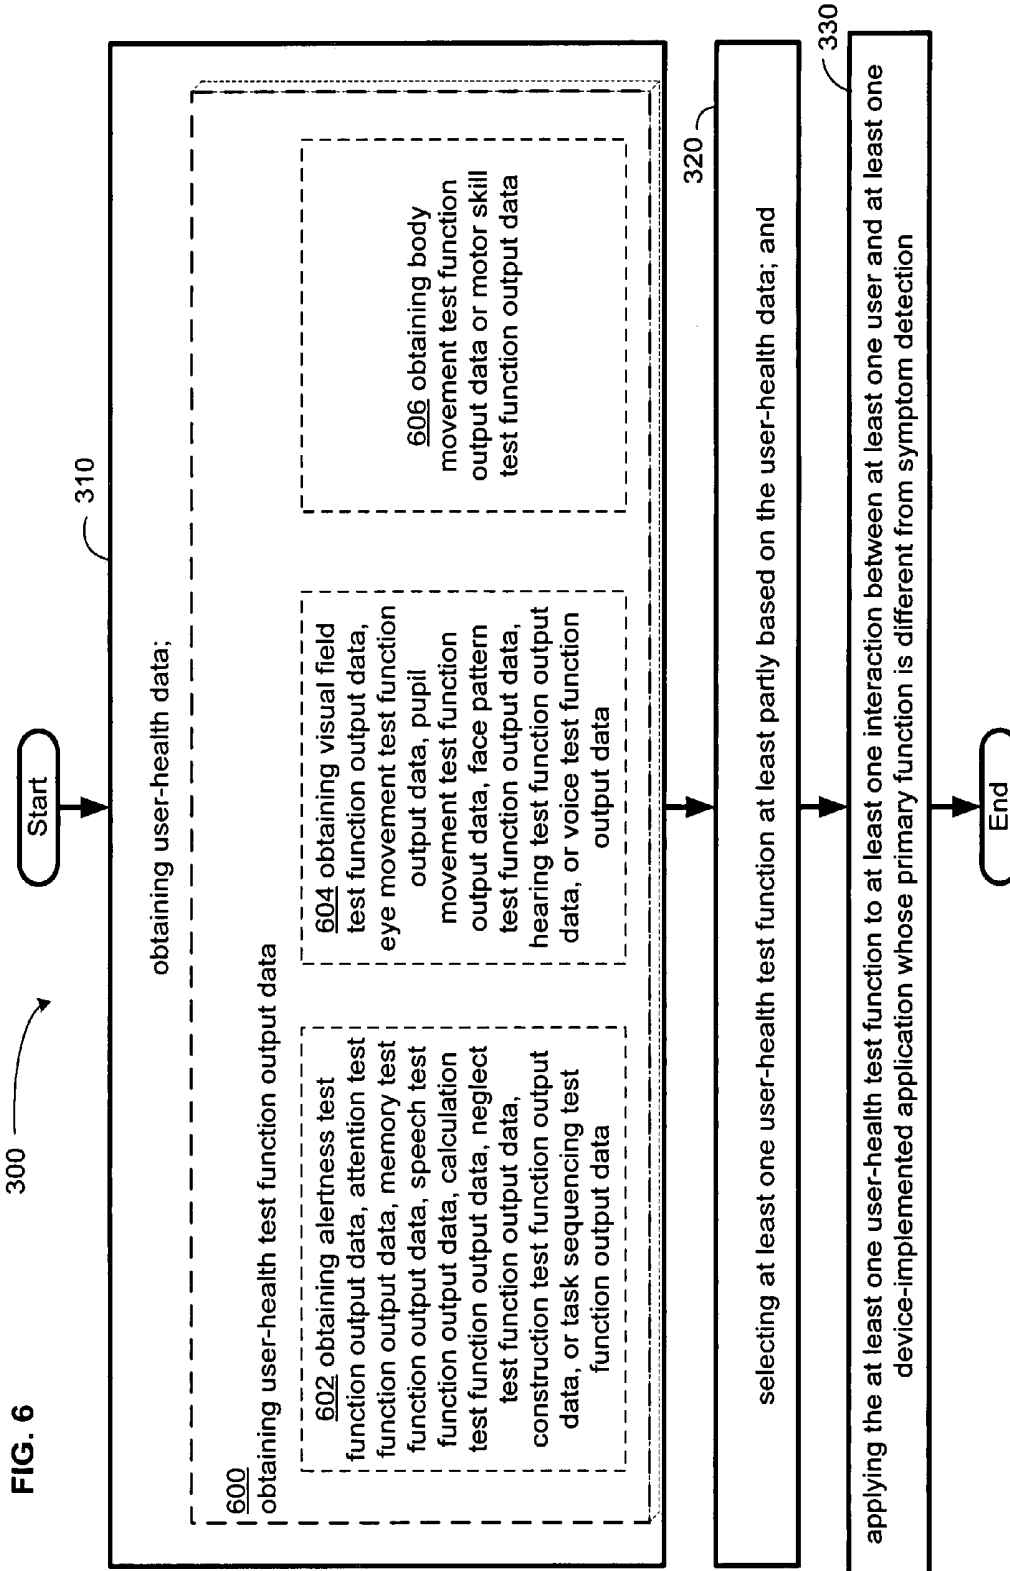 FIG. 6
300
Start
310
obtaining user-health data;
600
obtaining user-health test function output data
602 obtaining alertness test
function output data, attention test
function output data, memory test
function output data, speech test
function output data, calculation
test function output data, neglect
test function output data,
construction test function output
data, or task sequencing test
function output data
604 obtaining visual field
test function output data,
eye movement test function
output data, pupil
movement test function
output data, face pattern
test function output data,
hearing test function output
data, or voice test function
output data
606 obtaining body
movement test function
output data or motor skill
test function output data
320
selecting at least one user-health test function at least partly based on the user-health data; and
330
applying the at least one user-health test function to at least one interaction between at least one user and at least one
device-implemented application whose primary function is different from symptom detection
End